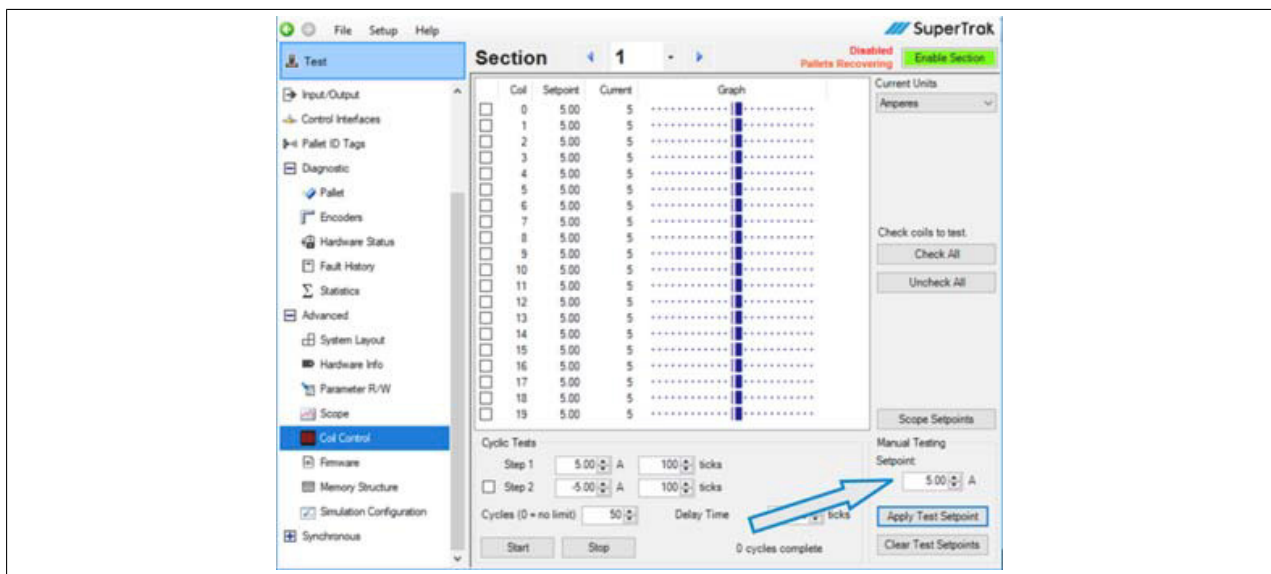 File Setup Help
SuperTrak
Test
Section 1 -
Disabled
Pallets Recovering
Enable Section
Input/Output
Control Interfaces
Pallet ID Tags
Diagnostic
Pallet
Encoders
Hardware Status
Fault History
Statistics
Advanced
System Layout
Hardware Info
Parameter R/W
Scope
Coil Control
Firmware
Memory Structure
Simulation Configuration
Synchronous
Coil Setpoint Current Graph
0 5.00 5
1 5.00 5
2 5.00 5
3 5.00 5
4 5.00 5
5 5.00 5
6 5.00 5
7 5.00 5
8 5.00 5
9 5.00 5
10 5.00 5
11 5.00 5
12 5.00 5
13 5.00 5
14 5.00 5
15 5.00 5
16 5.00 5
17 5.00 5
18 5.00 5
19 5.00 5
Current Units
Amperes
Check coils to test.
Check All
Uncheck All
Scope Setpoints
Cyclic Tests
Step 1 5.00 A 100 ticks
Step 2 -5.00 A 100 ticks
Cycles (0 = no limit) 50 Delay Time ticks
Start Stop 0 cycles complete
Manual Testing
Setpoint:
5.00 A
Apply Test Setpoint
Clear Test Setpoints